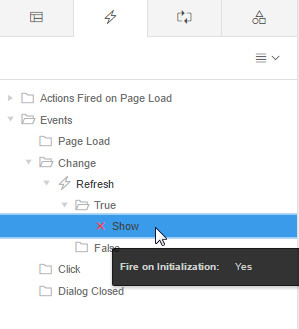 Actions Fired on Page Load
Events
Page Load
Change
Refresh
True
Show
False
Fire on Initialization: Yes
Click
Dialog Closed